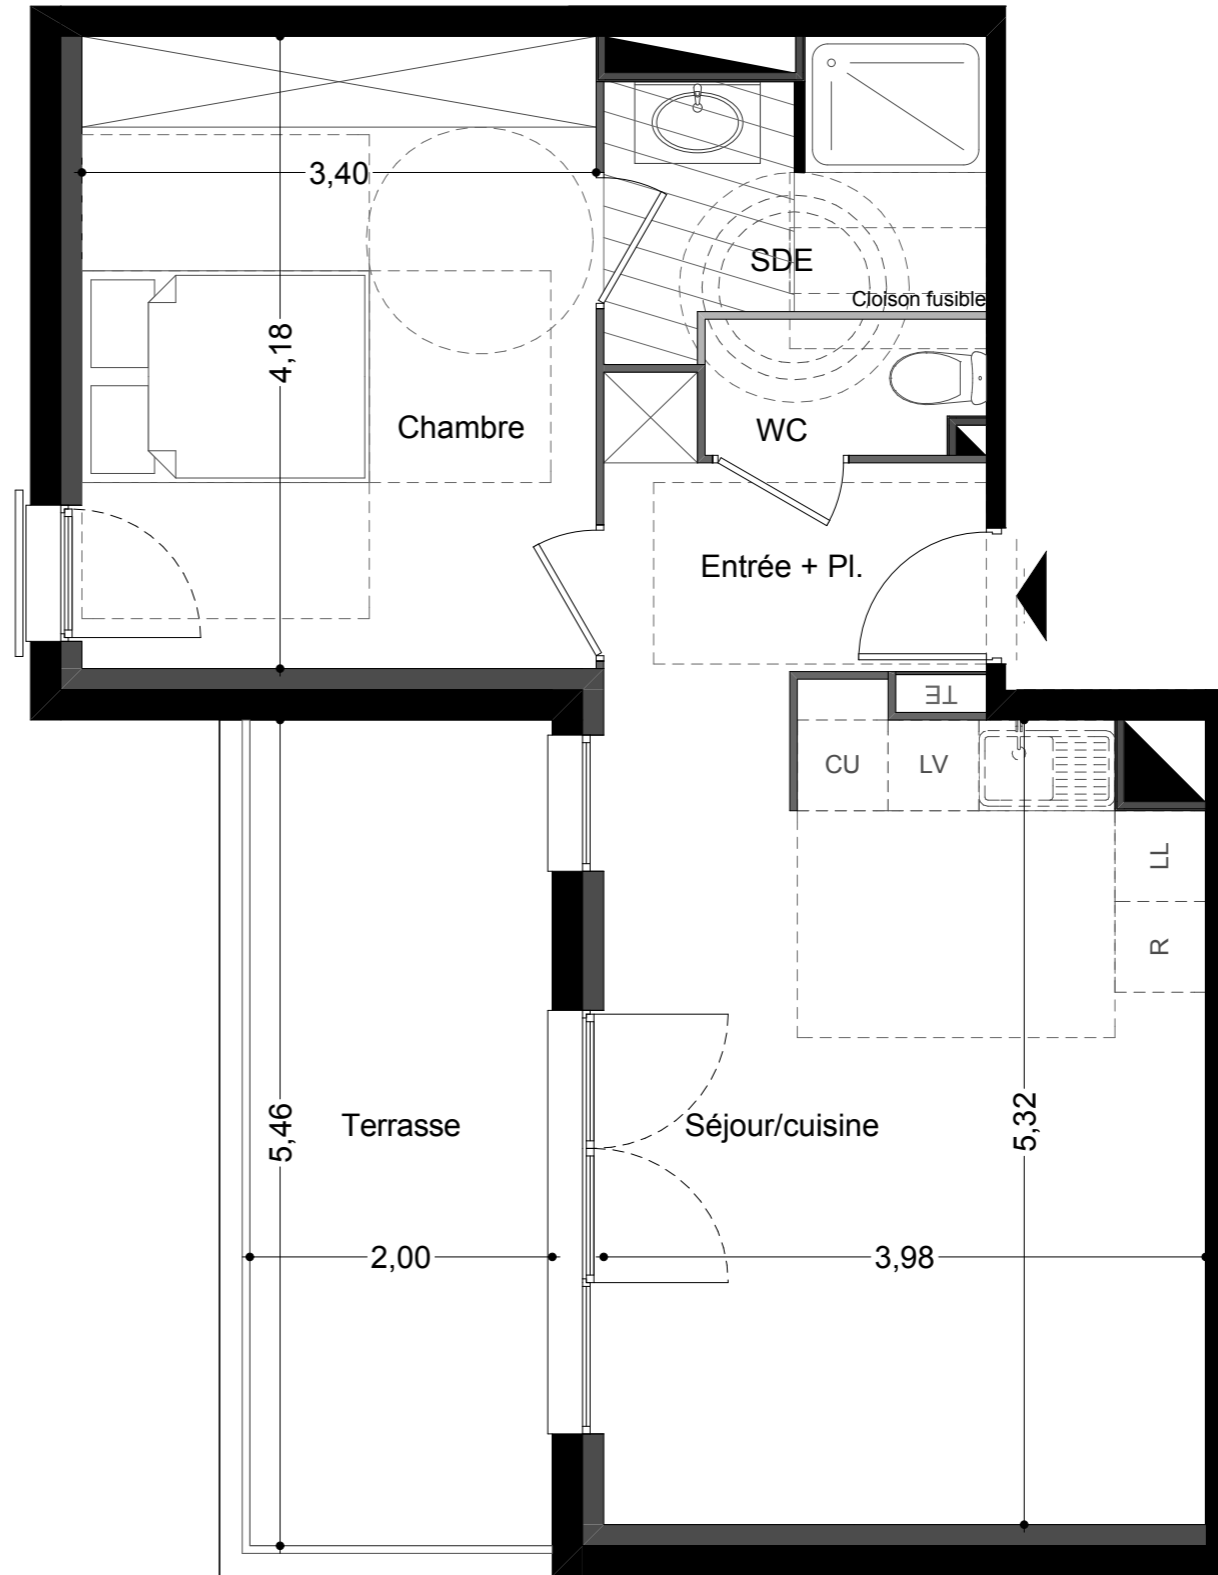 3,40
SDE
Cloison fusible
4,18
Chambre
WC
Entrée + Pl.
TE
CU
LV
LL
R
5,46
Terrasse
Séjour/cuisine
5,32
2,00
3,98